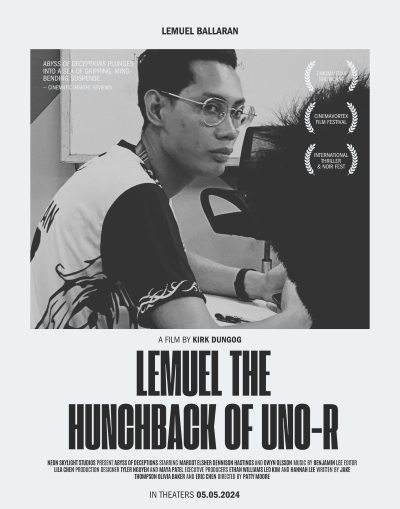 LEMUEL BALLARAN
ABYSS OF DECEPTIONS PLUNGES
INTO A SEA OF GRIPPING, MIND-
BENDING SUSPENSE.
— CINEMATIC INSIGHT REVIEWS
CINEMAVORTEX
FILM FESTIVAL
INTERNATIONAL
THRILLER
& NOIR FEST
A FILM BY KIRK DUNGOG
LEMUEL THE
HUNCHBACK OF UNO-R
NEON SKYLIGHT STUDIOS PRESENT ABYSS OF DECEPTIONS STARRING MARGOT ELSHER DENNISON HASTINGS AND GWYN OLSSON MUSIC BY BENJAMIN LEE EDITOR
LILA CHEN PRODUCTION DESIGNER TYLER NGUYEN AND MAYA PATEL EXECUTIVE PRODUCERS ETHAN WILLIAMS LEO KIM AND HANNAH LEE WRITTEN BY JAKE
THOMPSON OLIVIA BAKER AND ERIC CHEN DIRECTED BY PATTY MOORE
IN THEATERS 05.05.2024